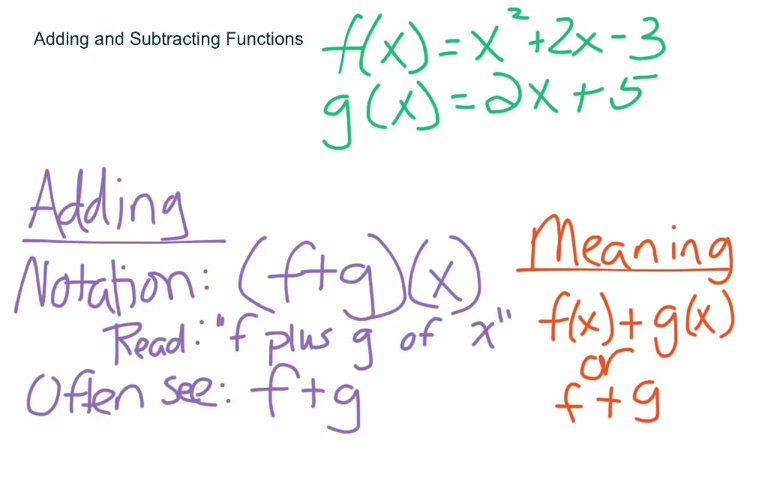 Adding and Subtracting Functions
f(x)=x²+2x-3
g(x)=2x+5
Adding
Notation: (f+g)(x)
Read: "f plus g of x"
Often see: f+g
Meaning
f(x)+g(x)
or
f+g